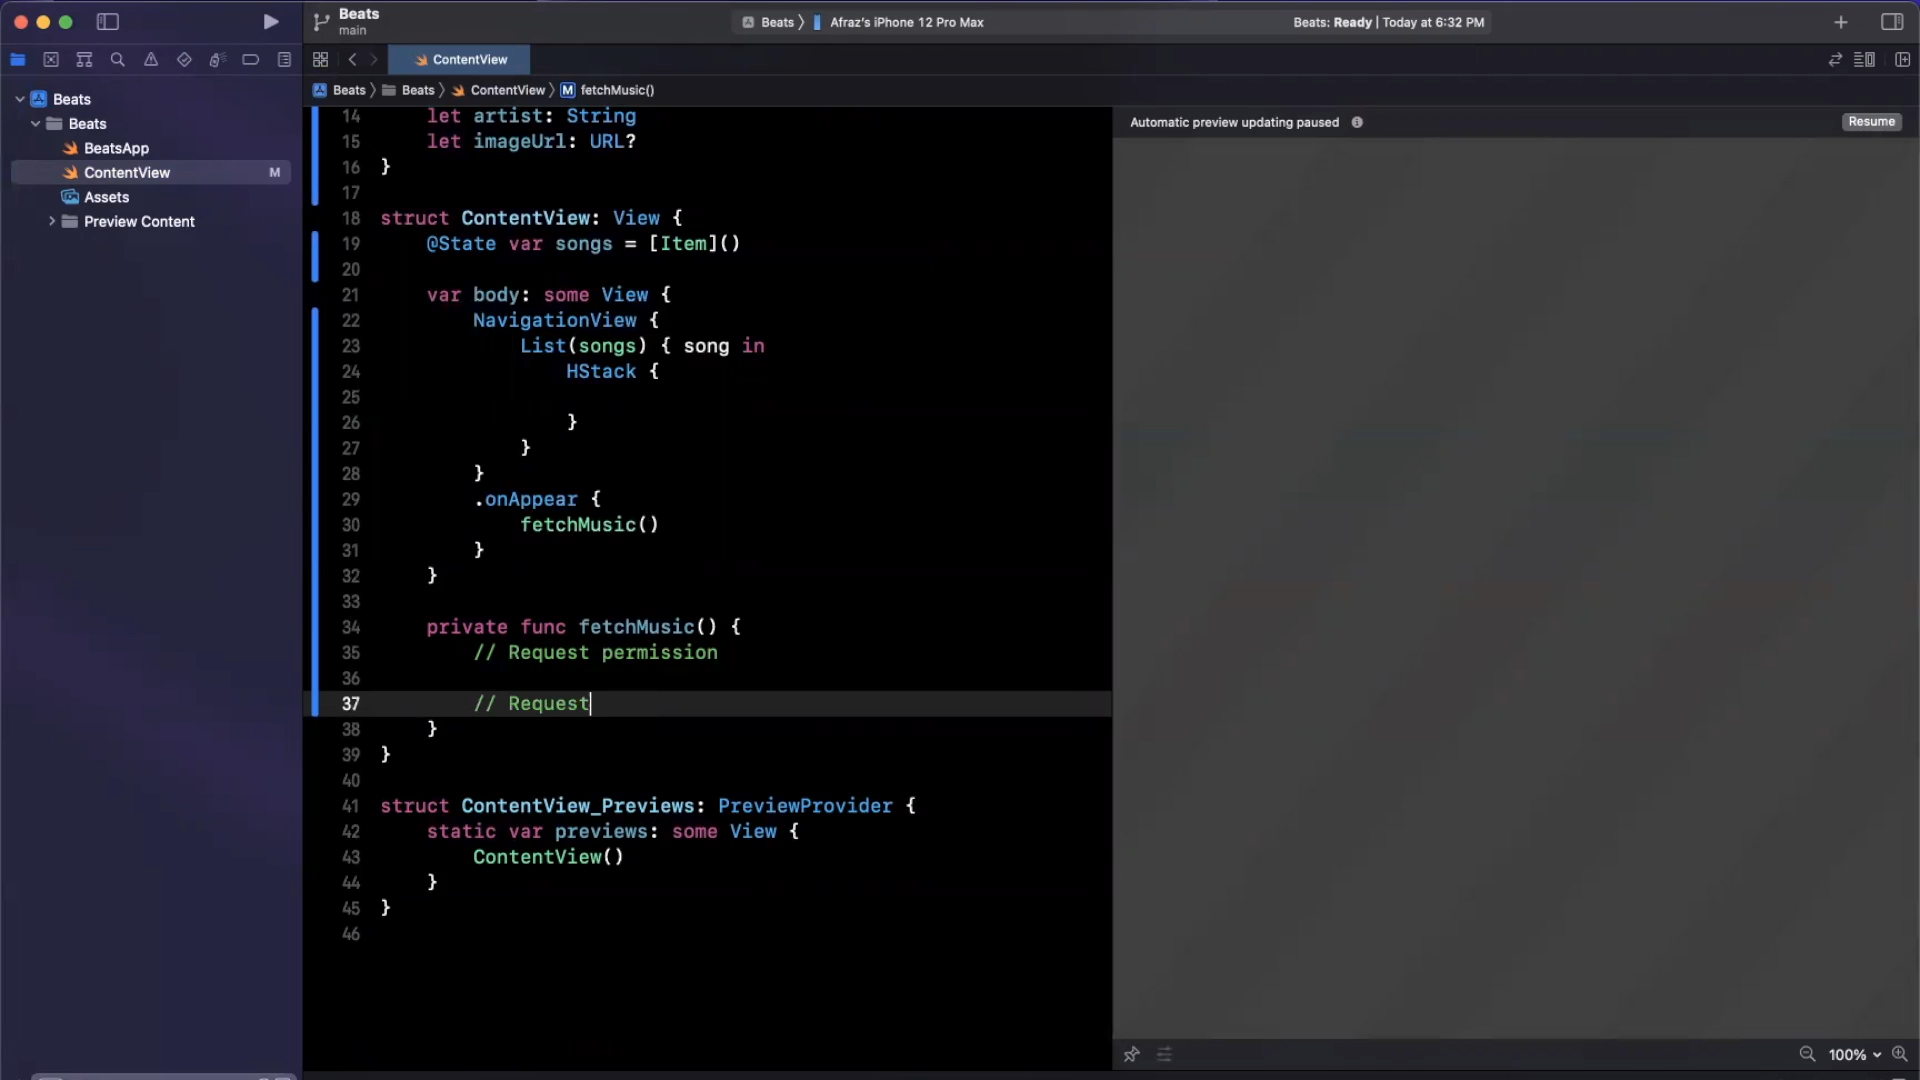 Beats
main
Beats 〉 Afraz's iPhone 12 Pro Max
Beats: Ready | Today at 6:32 PM
ContentView
Beats 〉 Beats 〉 ContentView 〉 M fetchMusic()
Beats
Beats
BeatsApp
ContentView M
Assets
Preview Content
14 let artist: String
15 let imageUrl: URL?
16 }
17
18 struct ContentView: View {
19 @State var songs = [Item]()
20
21 var body: some View {
22 NavigationView {
23 List(songs) { song in
24 HStack {
25
26 }
27 }
28 }
29 .onAppear {
30 fetchMusic()
31 }
32 }
33
34 private func fetchMusic() {
35 // Request permission
36
37 // Request
38 }
39 }
40
41 struct ContentView_Previews: PreviewProvider {
42 static var previews: some View {
43 ContentView()
44 }
45 }
46
Automatic preview updating paused
Resume
100%